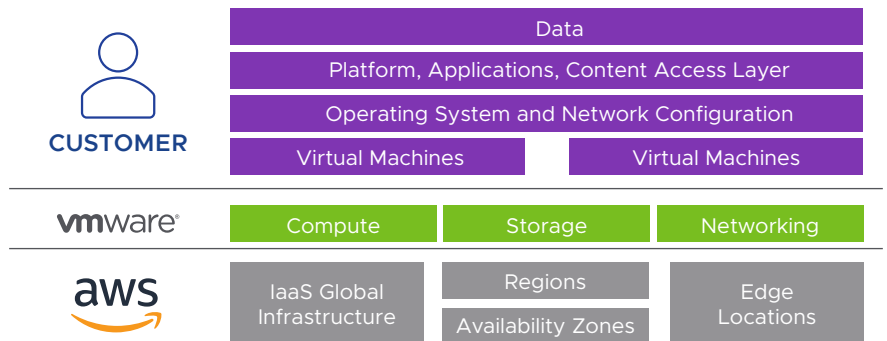 Data
Platform, Applications, Content Access Layer
Operating System and Network Configuration
CUSTOMER
Virtual Machines
Virtual Machines
vmware®
Compute
Storage
Networking
aws
IaaS Global
Infrastructure
Regions
Availability Zones
Edge
Locations